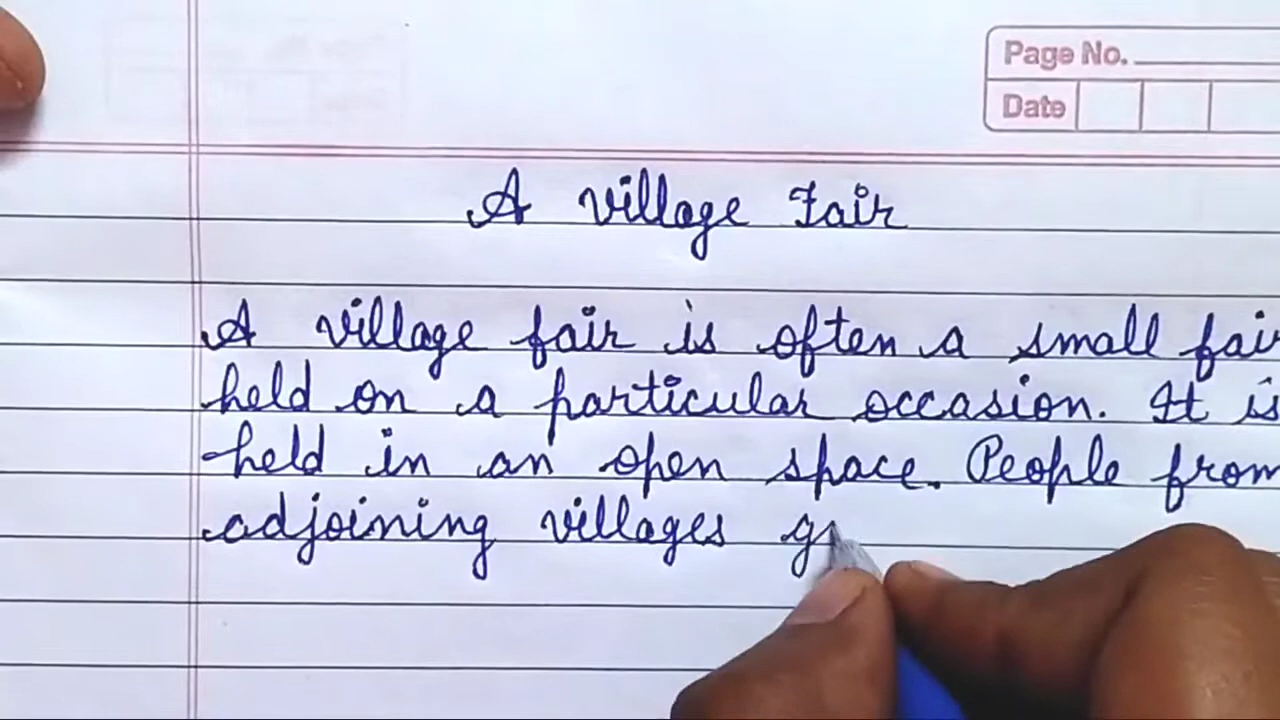 Page No.
Date
A Village Fair
A village fair is often a small fair
held on a particular occasion. It is
held in an open space. People from
adjoining villages